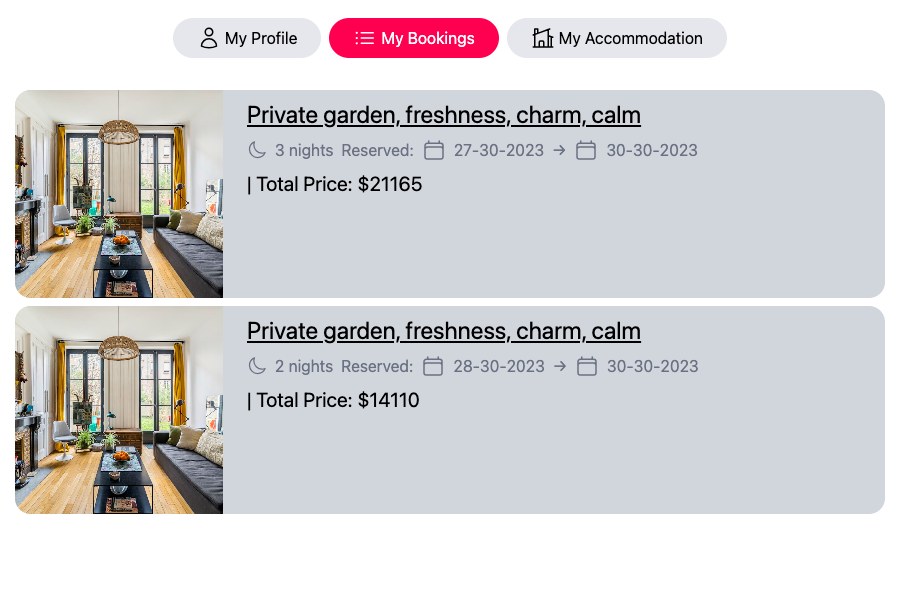 My Profile
My Bookings
My Accommodation
Private garden, freshness, charm, calm
3 nights Reserved: 27-30-2023 → 30-30-2023
| Total Price: $21165
Private garden, freshness, charm, calm
2 nights Reserved: 28-30-2023 → 30-30-2023
| Total Price: $14110